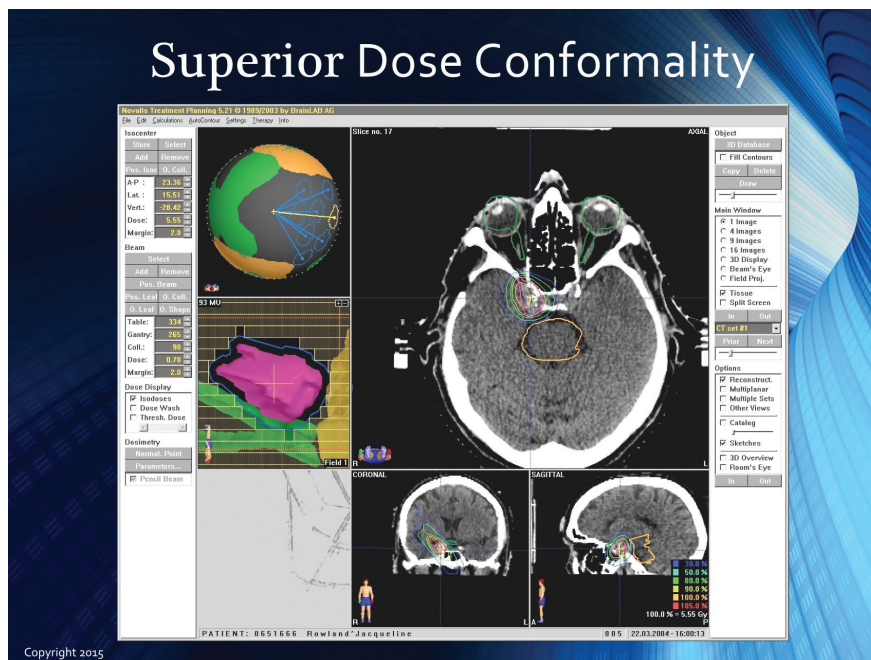 Superior Dose Conformality
Novalis Treatment Planning 5.21 © 1989/2003 by BrainLAB AG
File Edit Calculations AutoContour Settings Therapy Info
Isocenter
Store Select
Add Remove
Pos. Isoc O. Coll.
A-P : 23.36
Lat. : 15.51
Vert.: -28.42
Dose: 5.55
Margin: 2.0
Beam
Select
Add Remove
Pos. Beam
Pos. Leaf O. Coll.
O. Leaf O. Shape
Table: 334
Gantry: 265
Coll.: 90
Dose: 0.70
Margin: 2.0
Dose Display
Isodoses
Dose Wash
Thresh. Dose
Dosimetry
Normal. Point
Parameters...
Pencil Beam
93 MU
Field 1
Slice no. 17 AXIAL
R L
CORONAL
R L
SAGITTAL
30.0 %
50.0 %
80.0 %
90.0 %
100.0 %
105.0 %
100.0 % = 5.55 Gy
A P
Object
3D Database
Fill Contours
Copy Delete
Draw
Main Window
1 Image
4 Images
9 Images
16 Images
3D Display
Beam's Eye
Field Proj.
Tissue
Split Screen
In Out
CT set #1
Prior Next
Options
Reconstruct.
Multiplanar
Multiple Sets
Other Views
Catalog
Sketches
3D Overview
Room's Eye
In Out
PATIENT: 0651666 Rowland^Jacqueline 005 22.03.2004 - 16:00:13
Copyright 2015